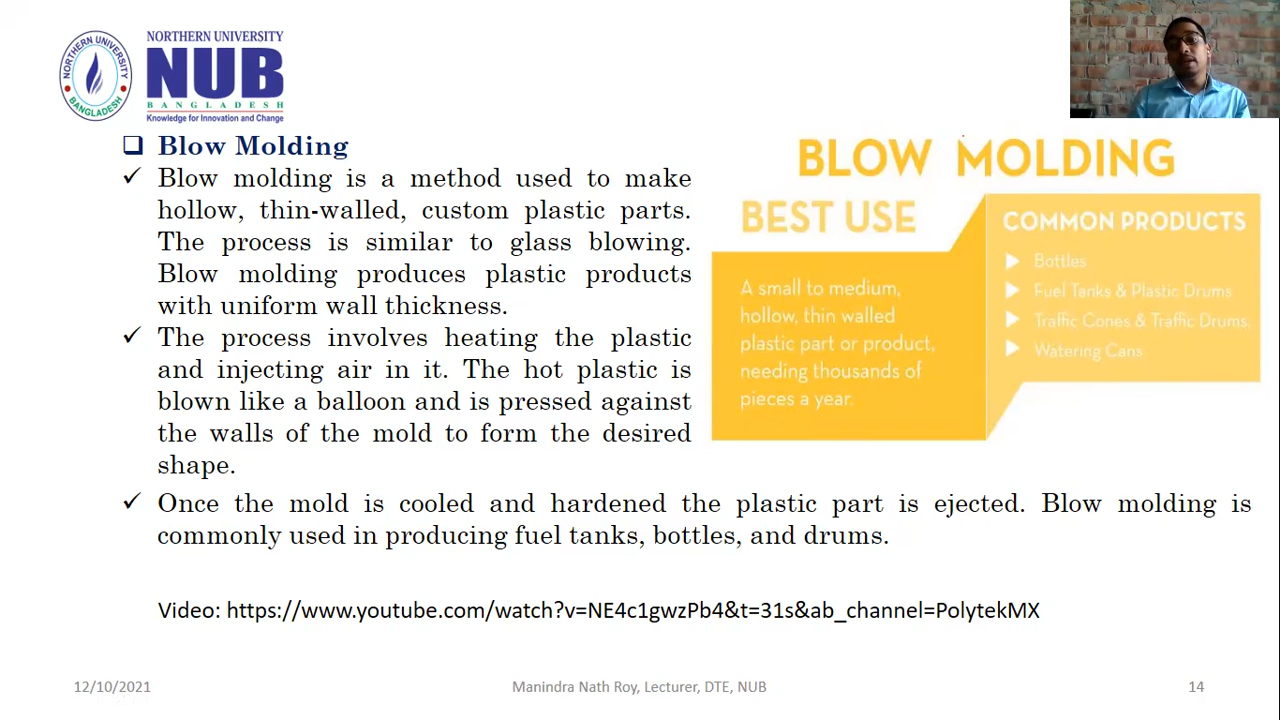 NORTHERN UNIVERSITY
NUB
BANGLADESH
Knowledge for Innovation and Change
NORTHERN UNIVERSITY
BANGLADESH
❑ Blow Molding
✓ Blow molding is a method used to make
hollow, thin-walled, custom plastic parts.
The process is similar to glass blowing.
Blow molding produces plastic products
with uniform wall thickness.
✓ The process involves heating the plastic
and injecting air in it. The hot plastic is
blown like a balloon and is pressed against
the walls of the mold to form the desired
shape.
✓ Once the mold is cooled and hardened the plastic part is ejected. Blow molding is
commonly used in producing fuel tanks, bottles, and drums.
BLOW MOLDING
BEST USE
A small to medium,
hollow, thin walled
plastic part or product,
needing thousands of
pieces a year.
COMMON PRODUCTS
Bottles
Fuel Tanks & Plastic Drums
Traffic Cones & Traffic Drums.
Watering Cans
Video: https://www.youtube.com/watch?v=NE4c1gwzPb4&t=31s&ab_channel=PolytekMX
12/10/2021
Manindra Nath Roy, Lecturer, DTE, NUB
14